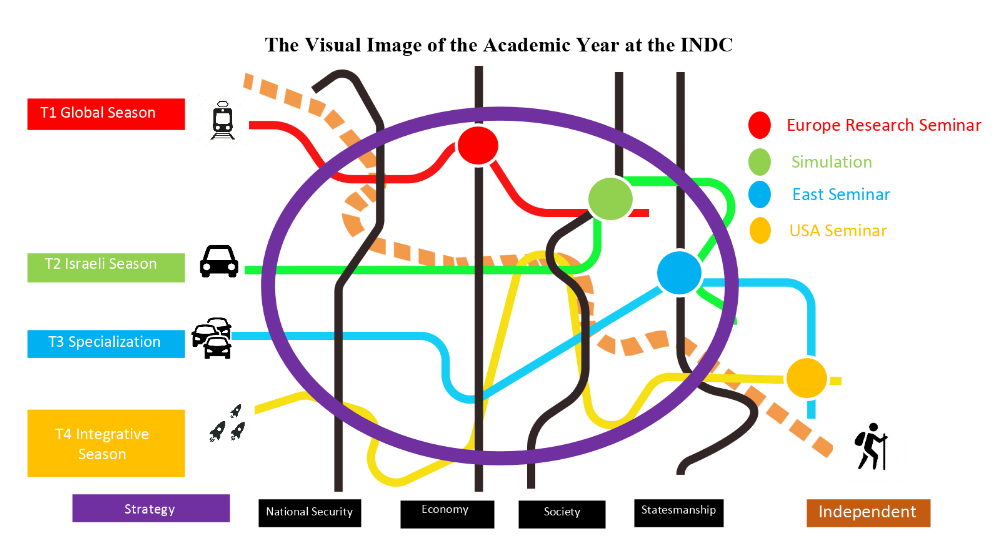 The Visual Image of the Academic Year at the INDC
T1 Global Season
Europe Research Seminar
Simulation
East Seminar
USA Seminar
T2 Israeli Season
T3 Specialization
T4 Integrative
Season
Strategy
National Security
Economy
Society
Statesmanship
Independent